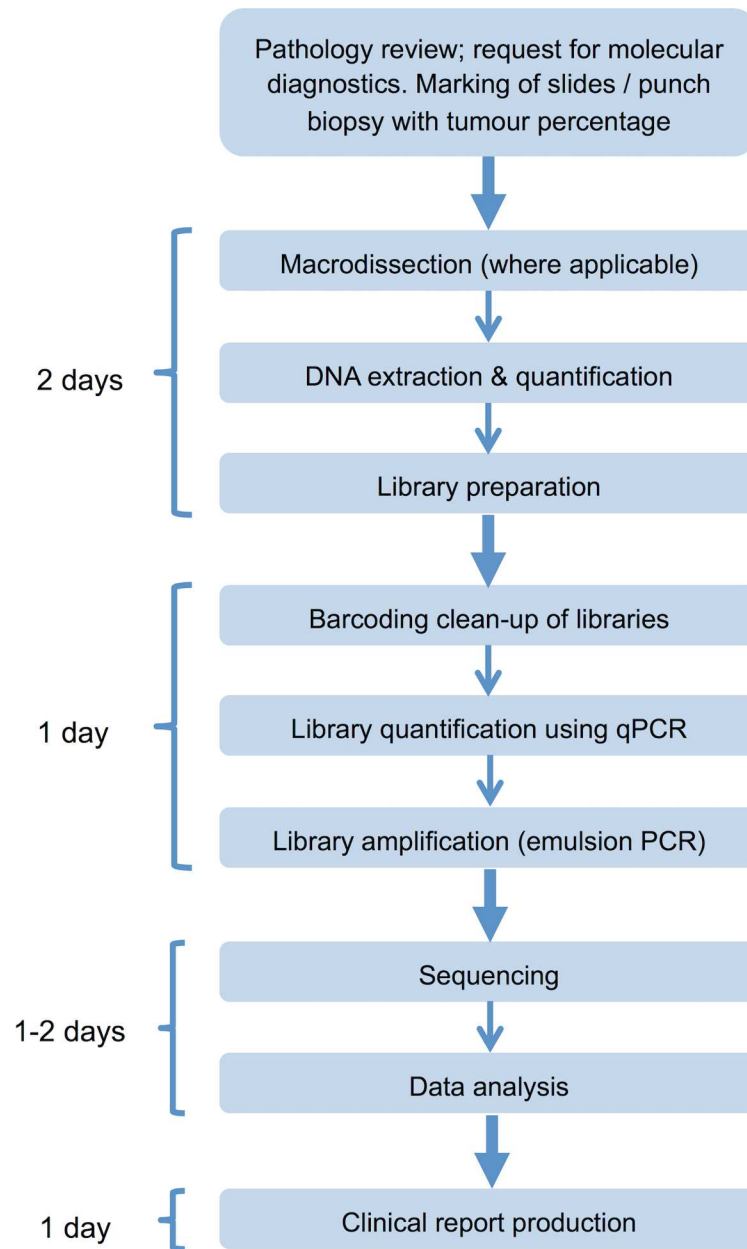 Pathology review; request for molecular
diagnostics. Marking of slides / punch
biopsy with tumour percentage
Macrodissection (where applicable)
2 days
DNA extraction & quantification
Library preparation
Barcoding clean-up of libraries
1 day
Library quantification using qPCR
Library amplification (emulsion PCR)
Sequencing
1-2 days
Data analysis
1 day
Clinical report production